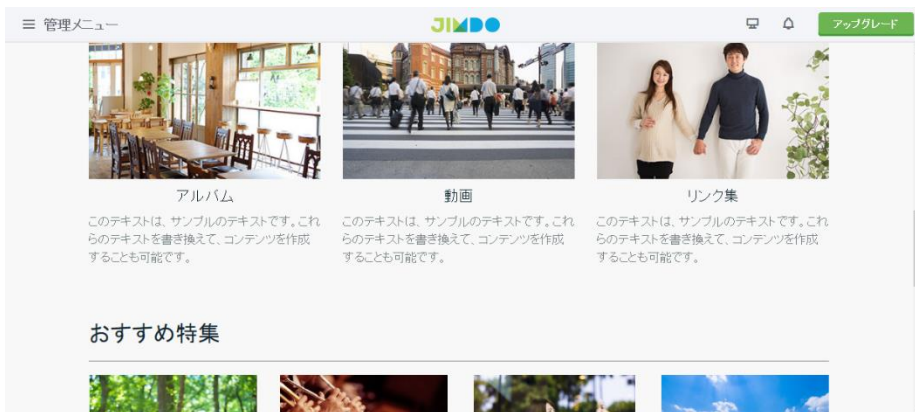 管理メニュー
JIMDO
アップグレード
アルバム
このテキストは、サンプルのテキストです。これ
らのテキストを書き換えて、コンテンツを作成
することも可能です。
動画
このテキストは、サンプルのテキストです。これ
らのテキストを書き換えて、コンテンツを作成
することも可能です。
リンク集
このテキストは、サンプルのテキストです。これ
らのテキストを書き換えて、コンテンツを作成
することも可能です。
おすすめ特集